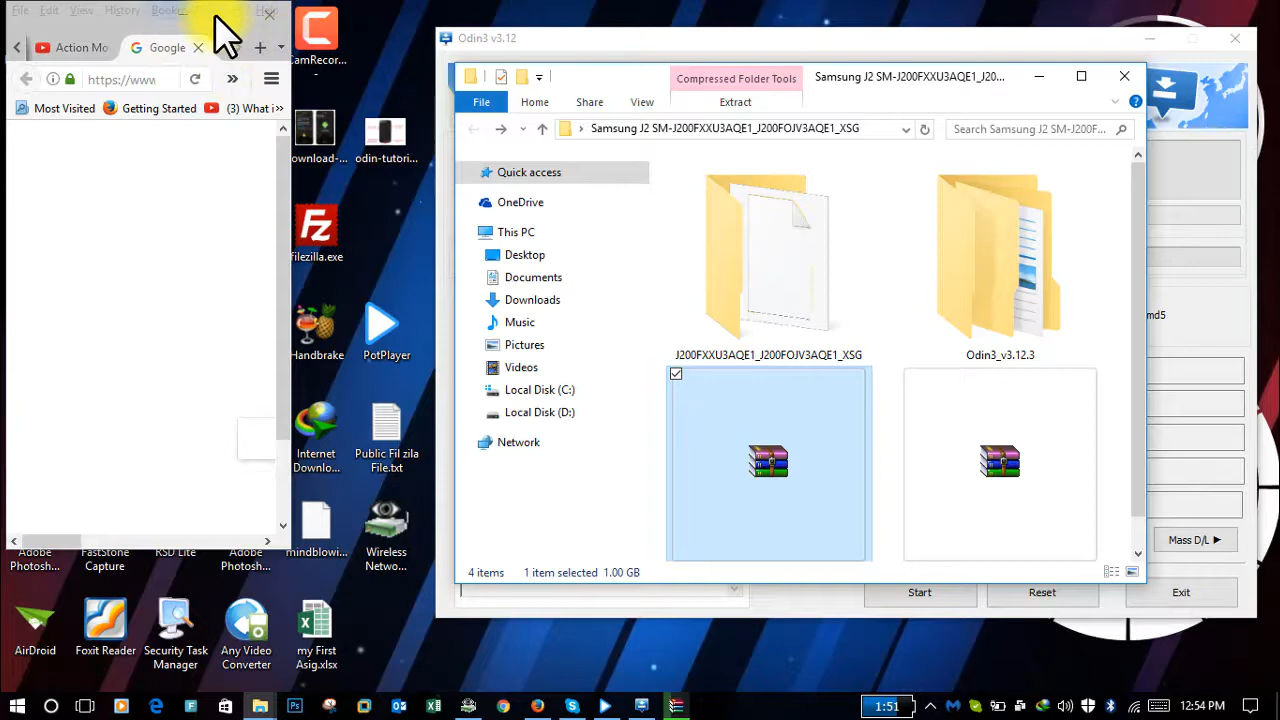 File Edit View History Bookm Help
Action Mo
Google
https://www
Most Visited
Getting Started
(3) What i
CamRecor...
-
download-...
odin-tutori...
filezilla.exe
Handbrake
PotPlayer
Internet
Downlo...
Public Fil zila
File.txt
mindblowin...
Wireless
Netwo...
Adobe
Photosh...
FastStone
Capture
RSD Lite
Adobe
Photosh...
AirDroid
Foxit Reader
Security Task
Manager
Any Video
Converter
my First
Asig.xlsx
Odin3 v3.12
Compressed Folder Tools
Samsung J2 SM-J200FXXU3AQE1_J20...
File
Home
Share
View
Extract
Samsung J2 SM-J200FXXU3AQE1_J200FOJV3AQE1_XSG
Search Samsung J2 SM-J200F...
Quick access
OneDrive
This PC
Desktop
Documents
Downloads
Music
Pictures
Videos
Local Disk (C:)
Local Disk (D:)
Network
J200FXXU3AQE1_J200FOJV3AQE1_XSG
Odin3_v3.12.3
4 items
1 item selected 1.00 GB
md5
Mass D/L
Start
Reset
Exit
1:51
12:54 PM